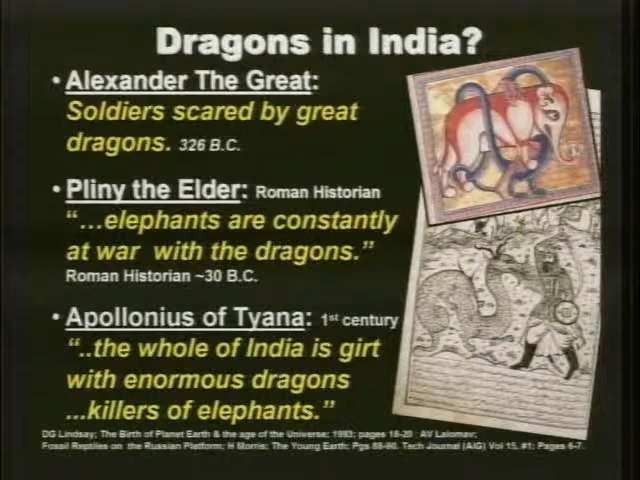 Dragons in India?
• Alexander The Great:
Soldiers scared by great
dragons. 326 B.C.
• Pliny the Elder: Roman Historian
"…elephants are constantly
at war with the dragons."
Roman Historian ~30 B.C.
• Apollonius of Tyana: 1st century
"..the whole of India is girt
with enormous dragons
...killers of elephants."
DG Lindsay; The Birth of Planet Earth & the age of the Universe; 1993; pages 18-20 AV Lalomov;
Fossil Reptiles on the Russian Platform; H Morris; The Young Earth; Pgs 88-90. Tech Journal (AIG) Vol 15, #1; Pages 6-7.